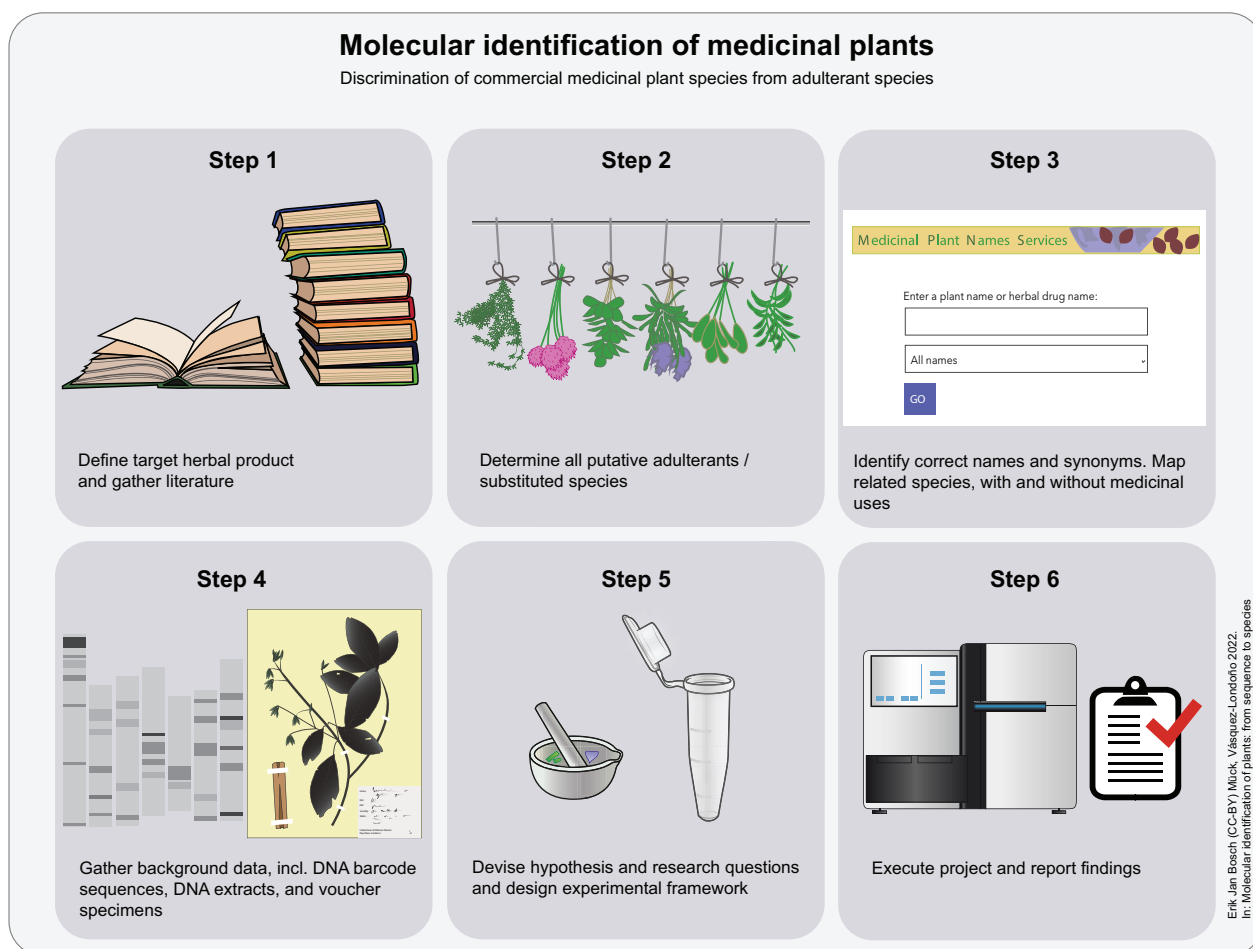 Molecular identification of medicinal plants
Discrimination of commercial medicinal plant species from adulterant species
Step 1
Define target herbal product
and gather literature
Step 2
Determine all putative adulterants /
substituted species
Step 3
Medicinal Plant Names Services
Enter a plant name or herbal drug name:
All names
GO
Identify correct names and synonyms. Map
related species, with and without medicinal
uses
Step 4
Gather background data, incl. DNA barcode
sequences, DNA extracts, and voucher
specimens
Step 5
Devise hypothesis and research questions
and design experimental framework
Step 6
Execute project and report findings
Erik Jan Bosch (CC-BY) Mück, Vásquez-Londoño 2022.
In: Molecular identification of plants: from sequence to species